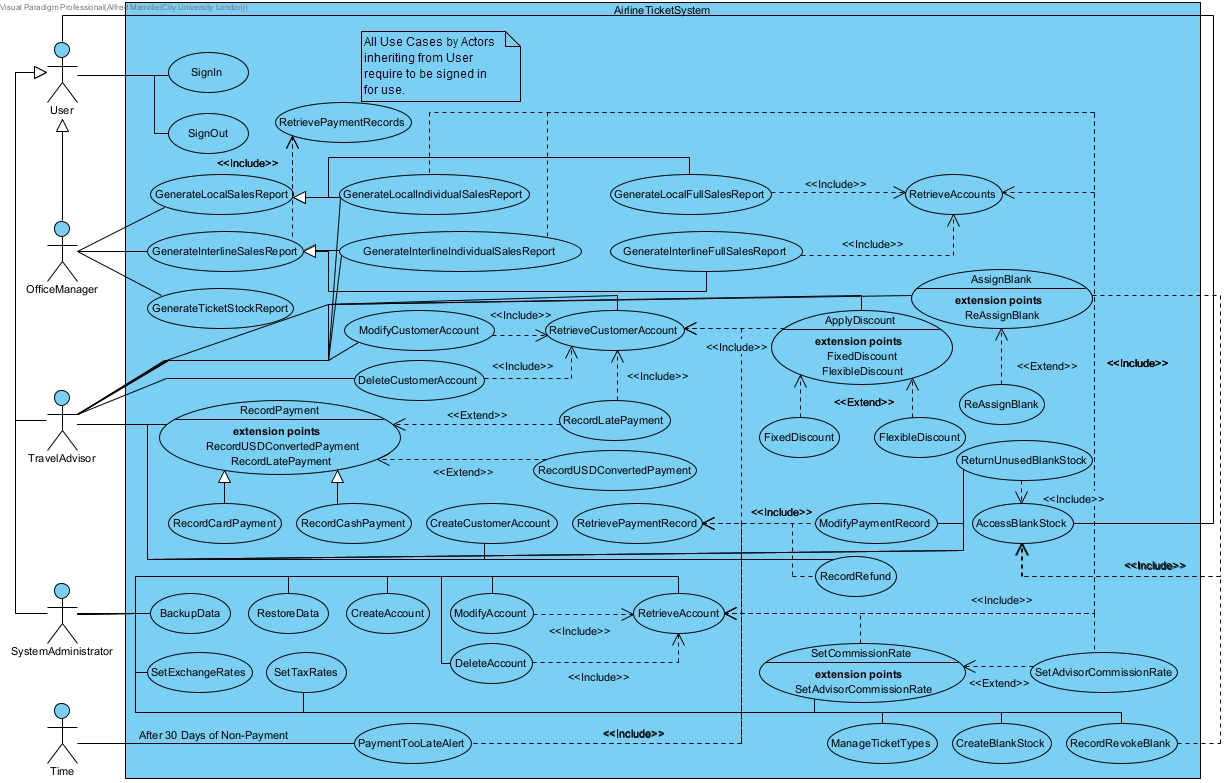 Visual Paradigm Professional(Alfred Manville(City University London))
AirlineTicketSystem
All Use Cases by Actors
inheriting from User
require to be signed in
for use.
SignIn
User
SignOut
RetrievePaymentRecords
<<Include>>
GenerateLocalSalesReport
GenerateLocalIndividualSalesReport
GenerateLocalFullSalesReport
<<Include>>
RetrieveAccounts
GenerateInterlineSalesReport
GenerateInterlineIndividualSalesReport
GenerateInterlineFullSalesReport
<<Include>>
OfficeManager
GenerateTicketStockReport
AssignBlank
extension points
ReAssignBlank
ModifyCustomerAccount
<<Include>>
RetrieveCustomerAccount
<<Include>>
ApplyDiscount
extension points
FixedDiscount
FlexibleDiscount
<<Include>>
<<Extend>>
DeleteCustomerAccount
<<Include>>
<<Include>>
<<Extend>>
ReAssignBlank
TravelAdvisor
RecordPayment
extension points
RecordUSDConvertedPayment
RecordLatePayment
<<Extend>>
RecordLatePayment
FixedDiscount
FlexibleDiscount
<<Extend>>
RecordUSDConvertedPayment
ReturnUnusedBlankStock
<<Include>>
RecordCardPayment
RecordCashPayment
CreateCustomerAccount
RetrievePaymentRecord
<<Include>>
ModifyPaymentRecord
AccessBlankStock
<<Include>>
RecordRefund
SystemAdministrator
BackupData
RestoreData
CreateAccount
ModifyAccount
<<Include>>
RetrieveAccount
<<Include>>
DeleteAccount
<<Include>>
SetExchangeRates
SetTaxRates
SetCommissionRate
extension points
SetAdvisorCommissionRate
<<Extend>>
SetAdvisorCommissionRate
Time
After 30 Days of Non-Payment
PaymentTooLateAlert
<<Include>>
ManageTicketTypes
CreateBlankStock
RecordRevokeBlank